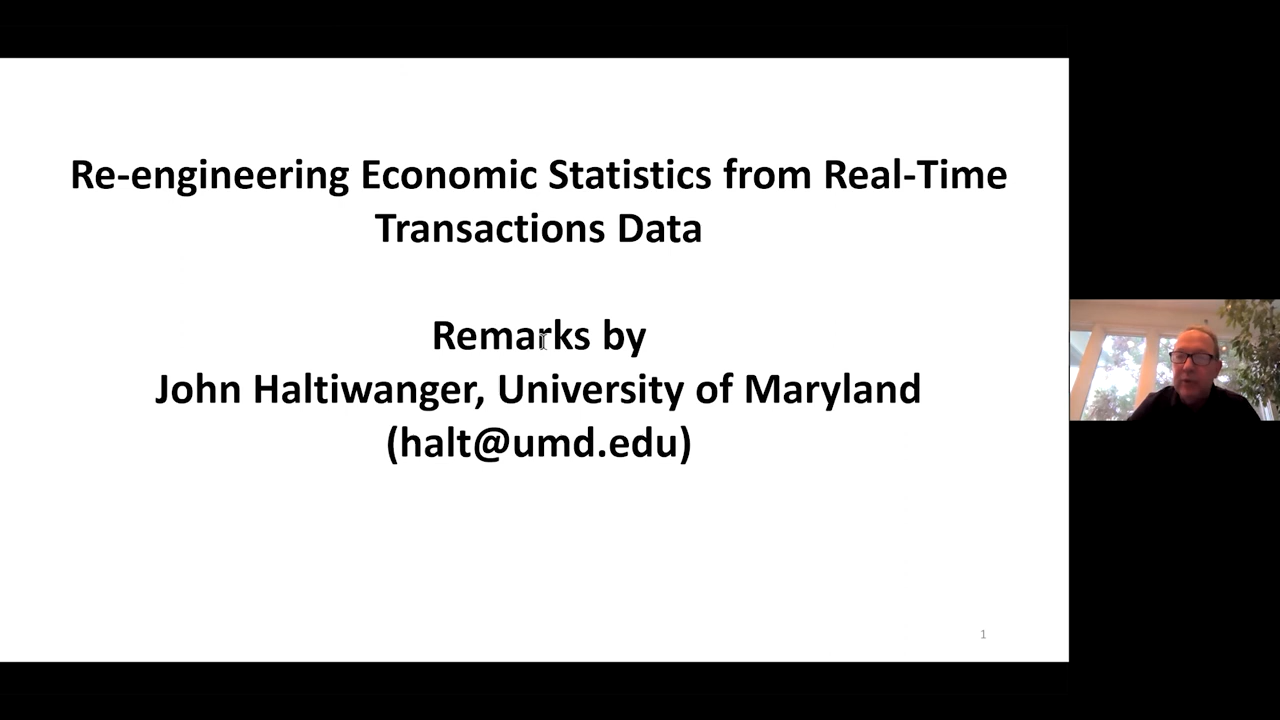 Re-engineering Economic Statistics from Real-Time
Transactions Data
Remarks by
John Haltiwanger, University of Maryland
(halt@umd.edu)
1